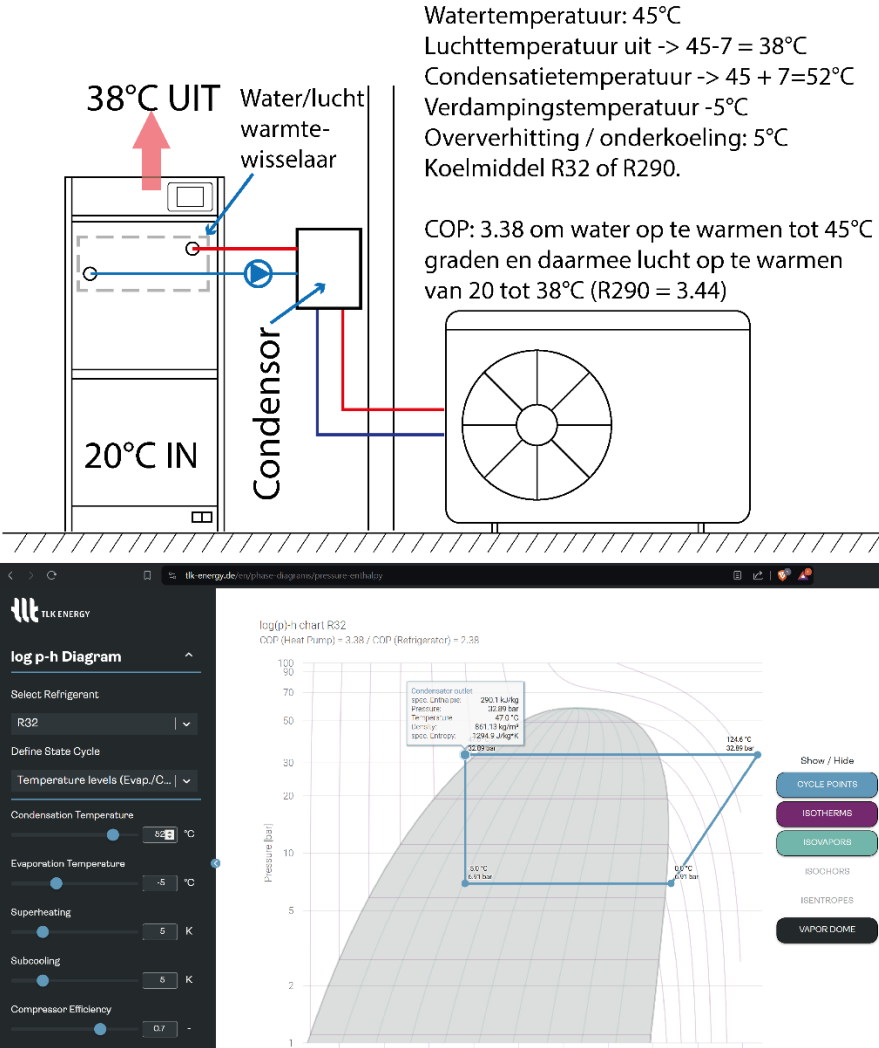 Watertemperatuur: 45°C
Luchttemperatuur uit -> 45-7 = 38°C
Condensatietemperatuur -> 45 + 7=52°C
Verdampingstemperatuur -5°C
Oververhitting / onderkoeling: 5°C
Koelmiddel R32 of R290.
COP: 3.38 om water op te warmen tot 45°C
graden en daarmee lucht op te warmen
van 20 tot 38°C (R290 = 3.44)
38°C UIT
Water/lucht
warmte-
wisselaar
Condensor
20°C IN
tlk-energy.de/en/phase-diagrams/pressure-enthalpy
TLK ENERGY
log p-h Diagram
Select Refrigerant
R32
Define State Cycle
Temperature levels (Evap./C...
Condensation Temperature
52 °C
Evaporation Temperature
-5 °C
Superheating
5 K
Subcooling
5 K
Compressor Efficiency
0.7 -
log(p)-h chart R32
COP (Heat Pump) = 3.38 / COP (Refrigerator) = 2.38
Pressure [bar]
100
90
70
50
30
20
10
5
2
1
Condensator outlet
spec. Enthalpie: 290.1 kJ/kg
Pressure: 32.89 bar
Temperature 47.0 °C
Density: 861.13 kg/m³
spec. Entropy: 1294.9 J/kg*K
32.89 bar
124.6 °C
32.89 bar
6.91 bar
0.0 °C
6.91 bar
Show / Hide
CYCLE POINTS
ISOTHERMS
ISOVAPORS
ISOCHORS
ISENTROPES
VAPOR DOME